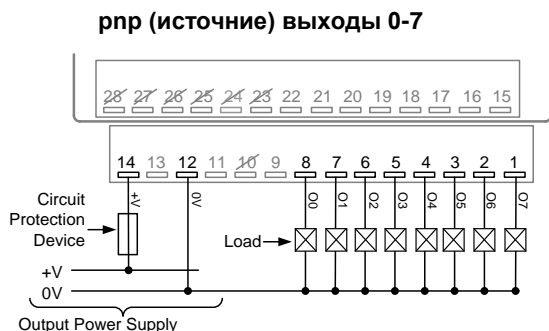 pnp (источние) выходы 0-7
28 27 26 25 24 23 22 21 20 19 18 17 16 15
14 13 12 11 10 9 8 7 6 5 4 3 2 1
+V 0V O0 O1 O2 O3 O4 O5 O6 O7
Circuit
Protection
Device
Load
+V
0V
Output Power Supply